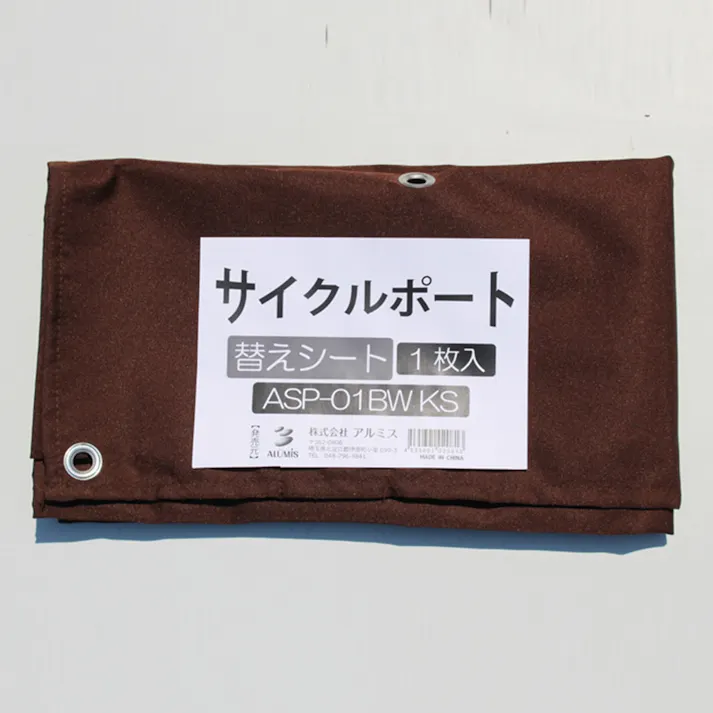 サイクルポート
替えシート 1枚入
ASP-01BW KS
【発売元】 ALUMIS 株式会社 アルミス
TEL
MADE IN CHINA